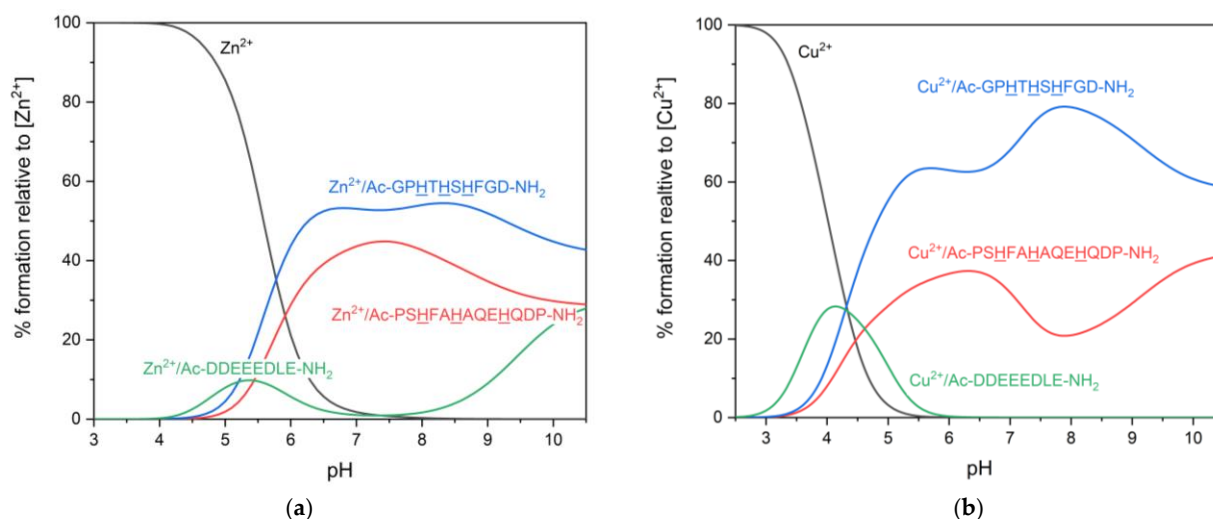 100
80
60
40
20
0
% formation relative to [Zn²⁺]
Zn²⁺
Zn²⁺/Ac-GPHTHSHFGD-NH₂
Zn²⁺/Ac-PSHFAHAQEHQDP-NH₂
Zn²⁺/Ac-DDEEEDLE-NH₂
3 4 5 6 7 8 9 10
pH
(a)
100
80
60
40
20
0
% formation realtive to [Cu²⁺]
Cu²⁺
Cu²⁺/Ac-GPHTHSHFGD-NH₂
Cu²⁺/Ac-PSHFAHAQEHQDP-NH₂
Cu²⁺/Ac-DDEEEDLE-NH₂
3 4 5 6 7 8 9 10
pH
(b)